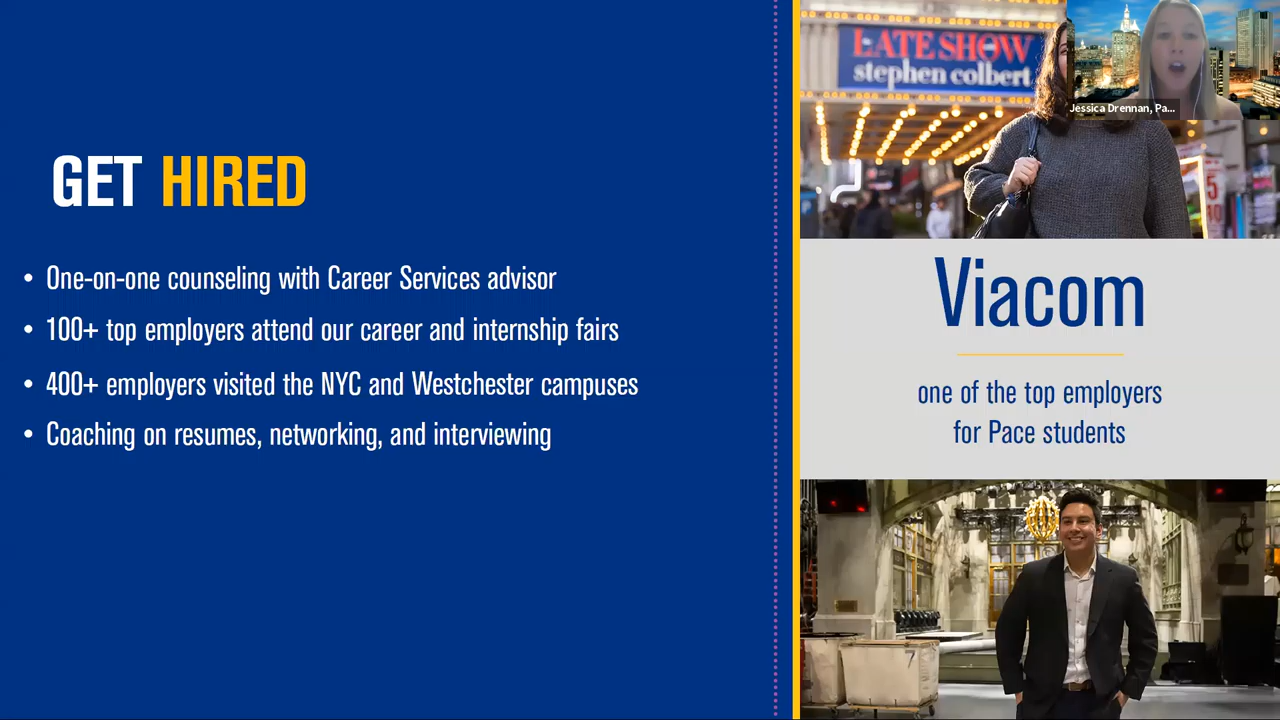 GET HIRED
• One-on-one counseling with Career Services advisor
• 100+ top employers attend our career and internship fairs
• 400+ employers visited the NYC and Westchester campuses
• Coaching on resumes, networking, and interviewing
LATE SHOW
stephen colbert
Jessica Drennan, Pa...
Viacom
one of the top employers
for Pace students